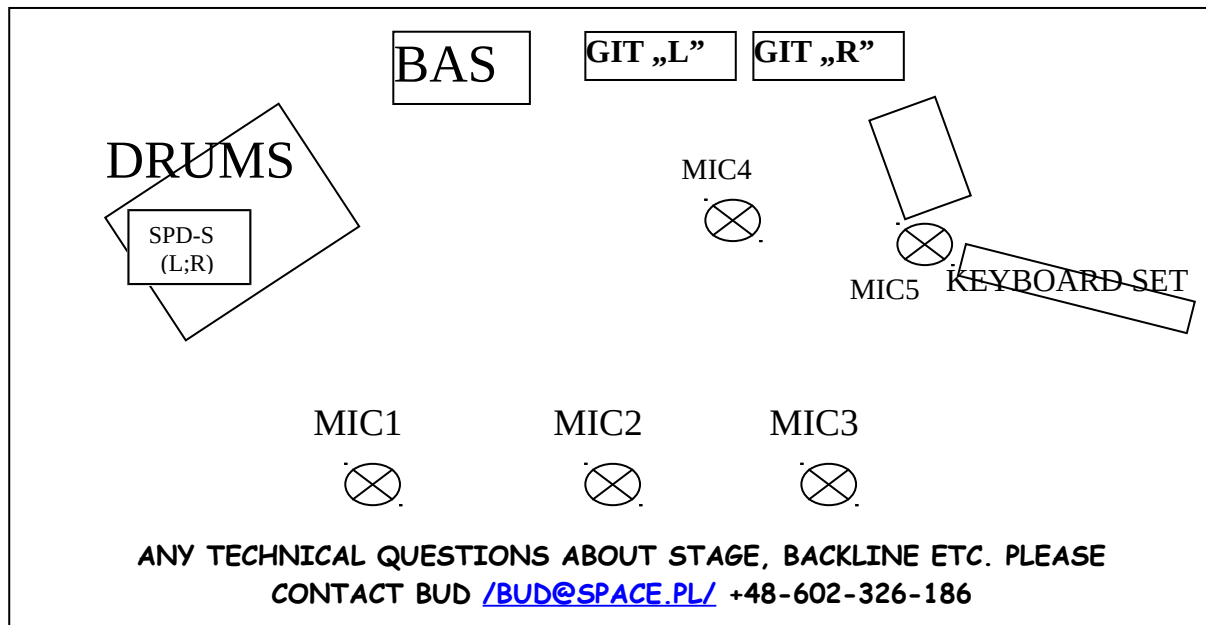 BAS
GIT „L”
GIT „R”
DRUMS
MIC4
SPD-S
(L;R)
MIC5
KEYBOARD SET
MIC1
MIC2
MIC3
ANY TECHNICAL QUESTIONS ABOUT STAGE, BACKLINE ETC. PLEASE
CONTACT BUD /BUD@SPACE.PL/ +48-602-326-186